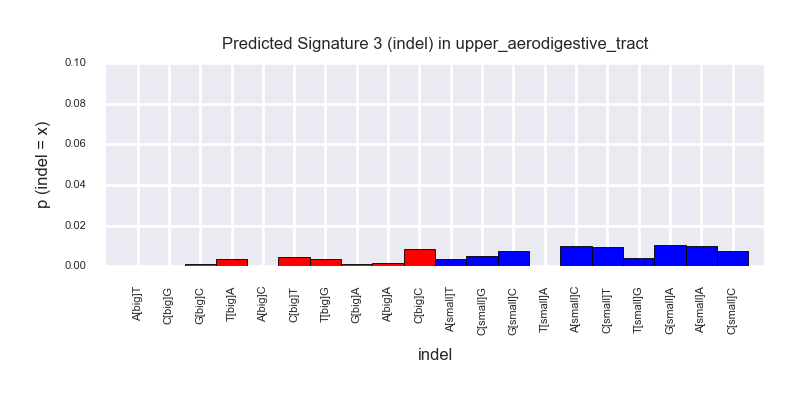 Predicted Signature 3 (indel) in upper_aerodigestive_tract
p (indel = x)
0.10
0.08
0.06
0.04
0.02
0.00
A[big]T
C[big]G
G[big]C
T[big]A
A[big]C
C[big]T
T[big]G
G[big]A
A[big]A
C[big]C
A[small]T
C[small]G
G[small]C
T[small]A
A[small]C
C[small]T
T[small]G
G[small]A
A[small]A
C[small]C
indel